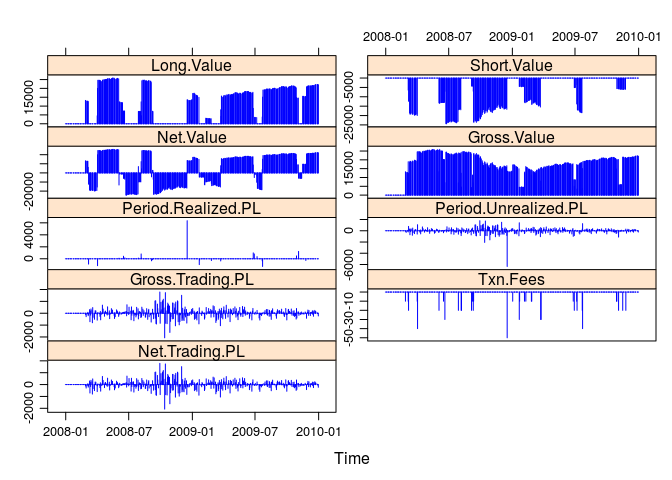 2008-01 2008-07 2009-01 2009-07 2010-01
Long.Value Short.Value
0 15000
-25000 -5000
Net.Value Gross.Value
-20000
0 15000
Period.Realized.PL Period.Unrealized.PL
0 4000
-6000 0
Gross.Trading.PL Txn.Fees
-2000 0
-50 -30 -10
Net.Trading.PL
-2000 0
2008-01 2008-07 2009-01 2009-07 2010-01
Time